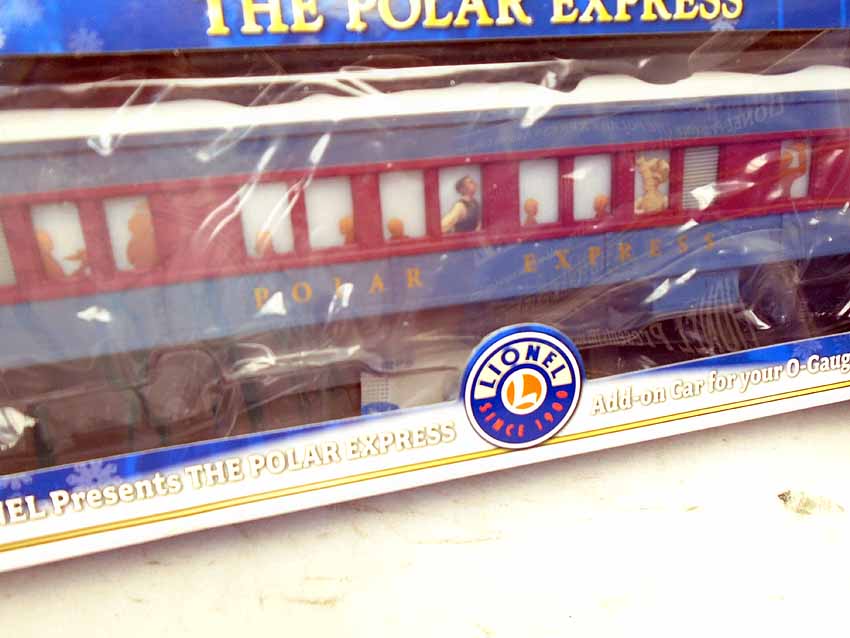 THE POLAR EXPRESS
POLAR EXPRESS
LIONEL
L
SINCE 1900
NEL Presents THE POLAR EXPRESS
Add-on Car for your O-Gaug